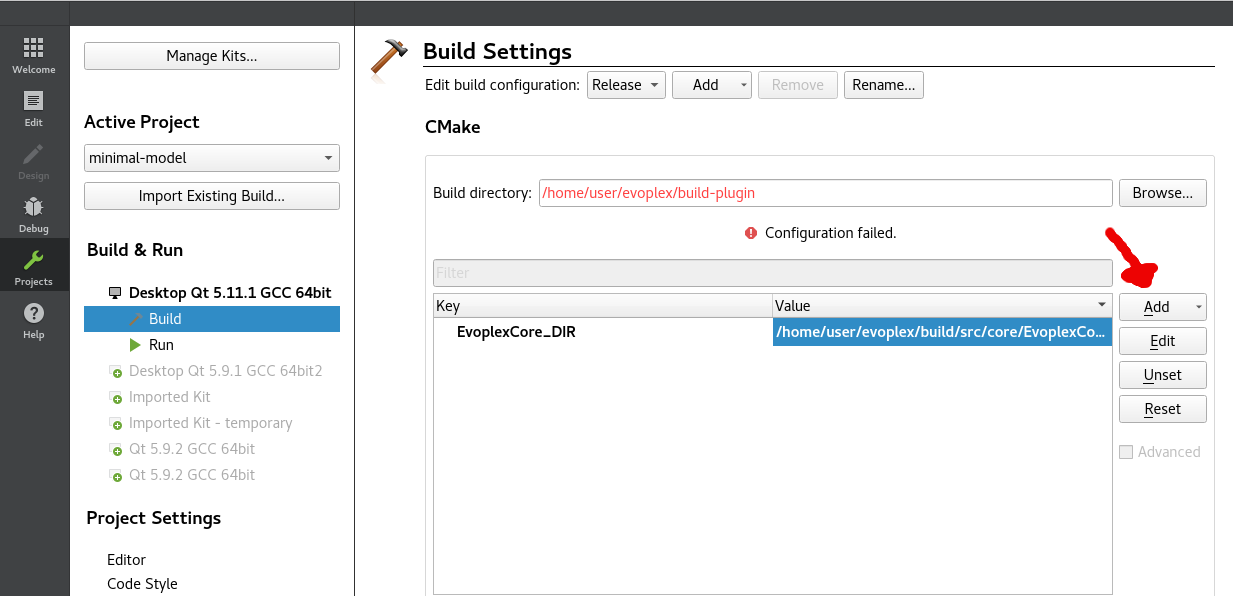 Welcome
Edit
Design
Debug
Projects
Help
Manage Kits...
Active Project
minimal-model
Import Existing Build...
Build & Run
Desktop Qt 5.11.1 GCC 64bit
Build
Run
Desktop Qt 5.9.1 GCC 64bit2
Imported Kit
Imported Kit - temporary
Qt 5.9.2 GCC 64bit
Qt 5.9.2 GCC 64bit
Project Settings
Editor
Code Style
Build Settings
Edit build configuration: Release Add Remove Rename...
CMake
Build directory: /home/user/evoplex/build-plugin Browse...
Configuration failed.
Filter
Key Value
EvoplexCore_DIR /home/user/evoplex/build/src/core/EvoplexCo...
Add
Edit
Unset
Reset
Advanced